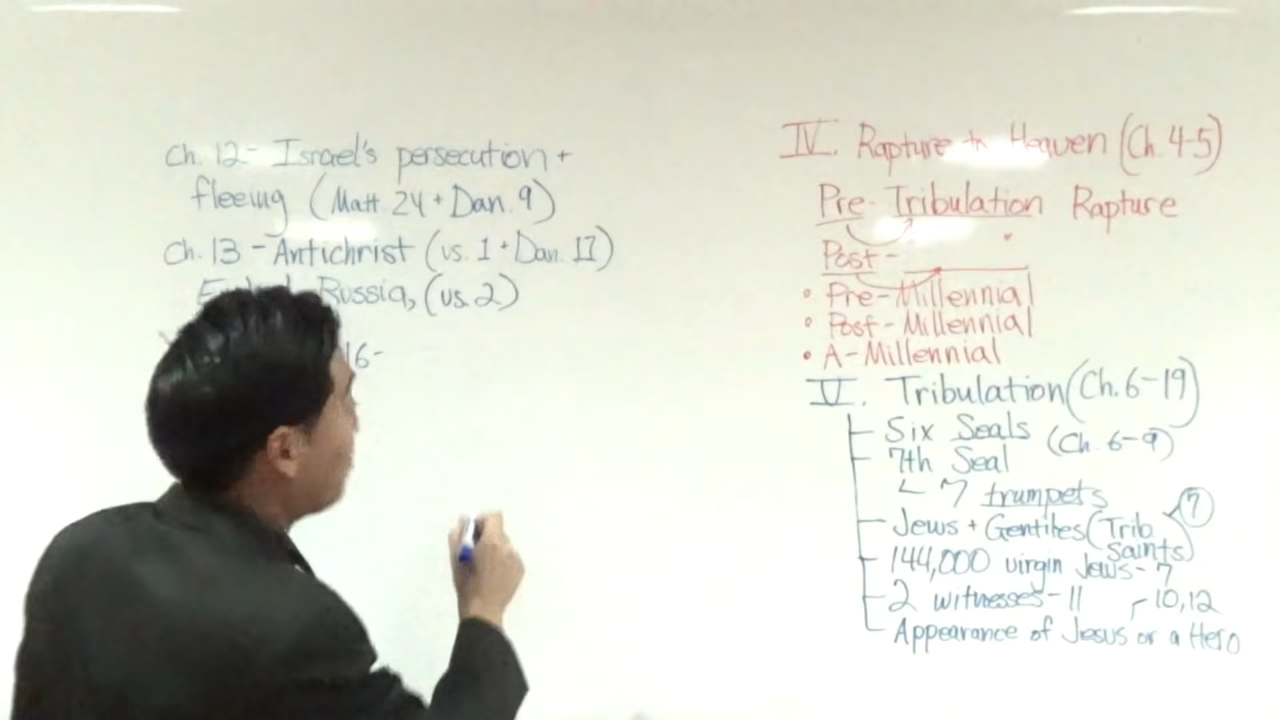 Ch. 12- Israel's persecution +
fleeing (Matt. 24 + Dan. 9)
Ch. 13 - Antichrist (vs. 1 + Dan. 11)
Russia, (vs. 2)
16-
IV. Rapture to Heaven (Ch. 4-5)
Pre-Tribulation Rapture
Post-
• Pre-Millennial
• Post-Millennial
• A-Millennial
V. Tribulation (Ch. 6-19)
Six Seals (Ch. 6-9)
7th Seal
7 trumpets
Jews + Gentiles (Trib. Saints) 7
144,000 virgin Jews - 7
2 witnesses - 11
10,12
Appearance of Jesus or a Hero